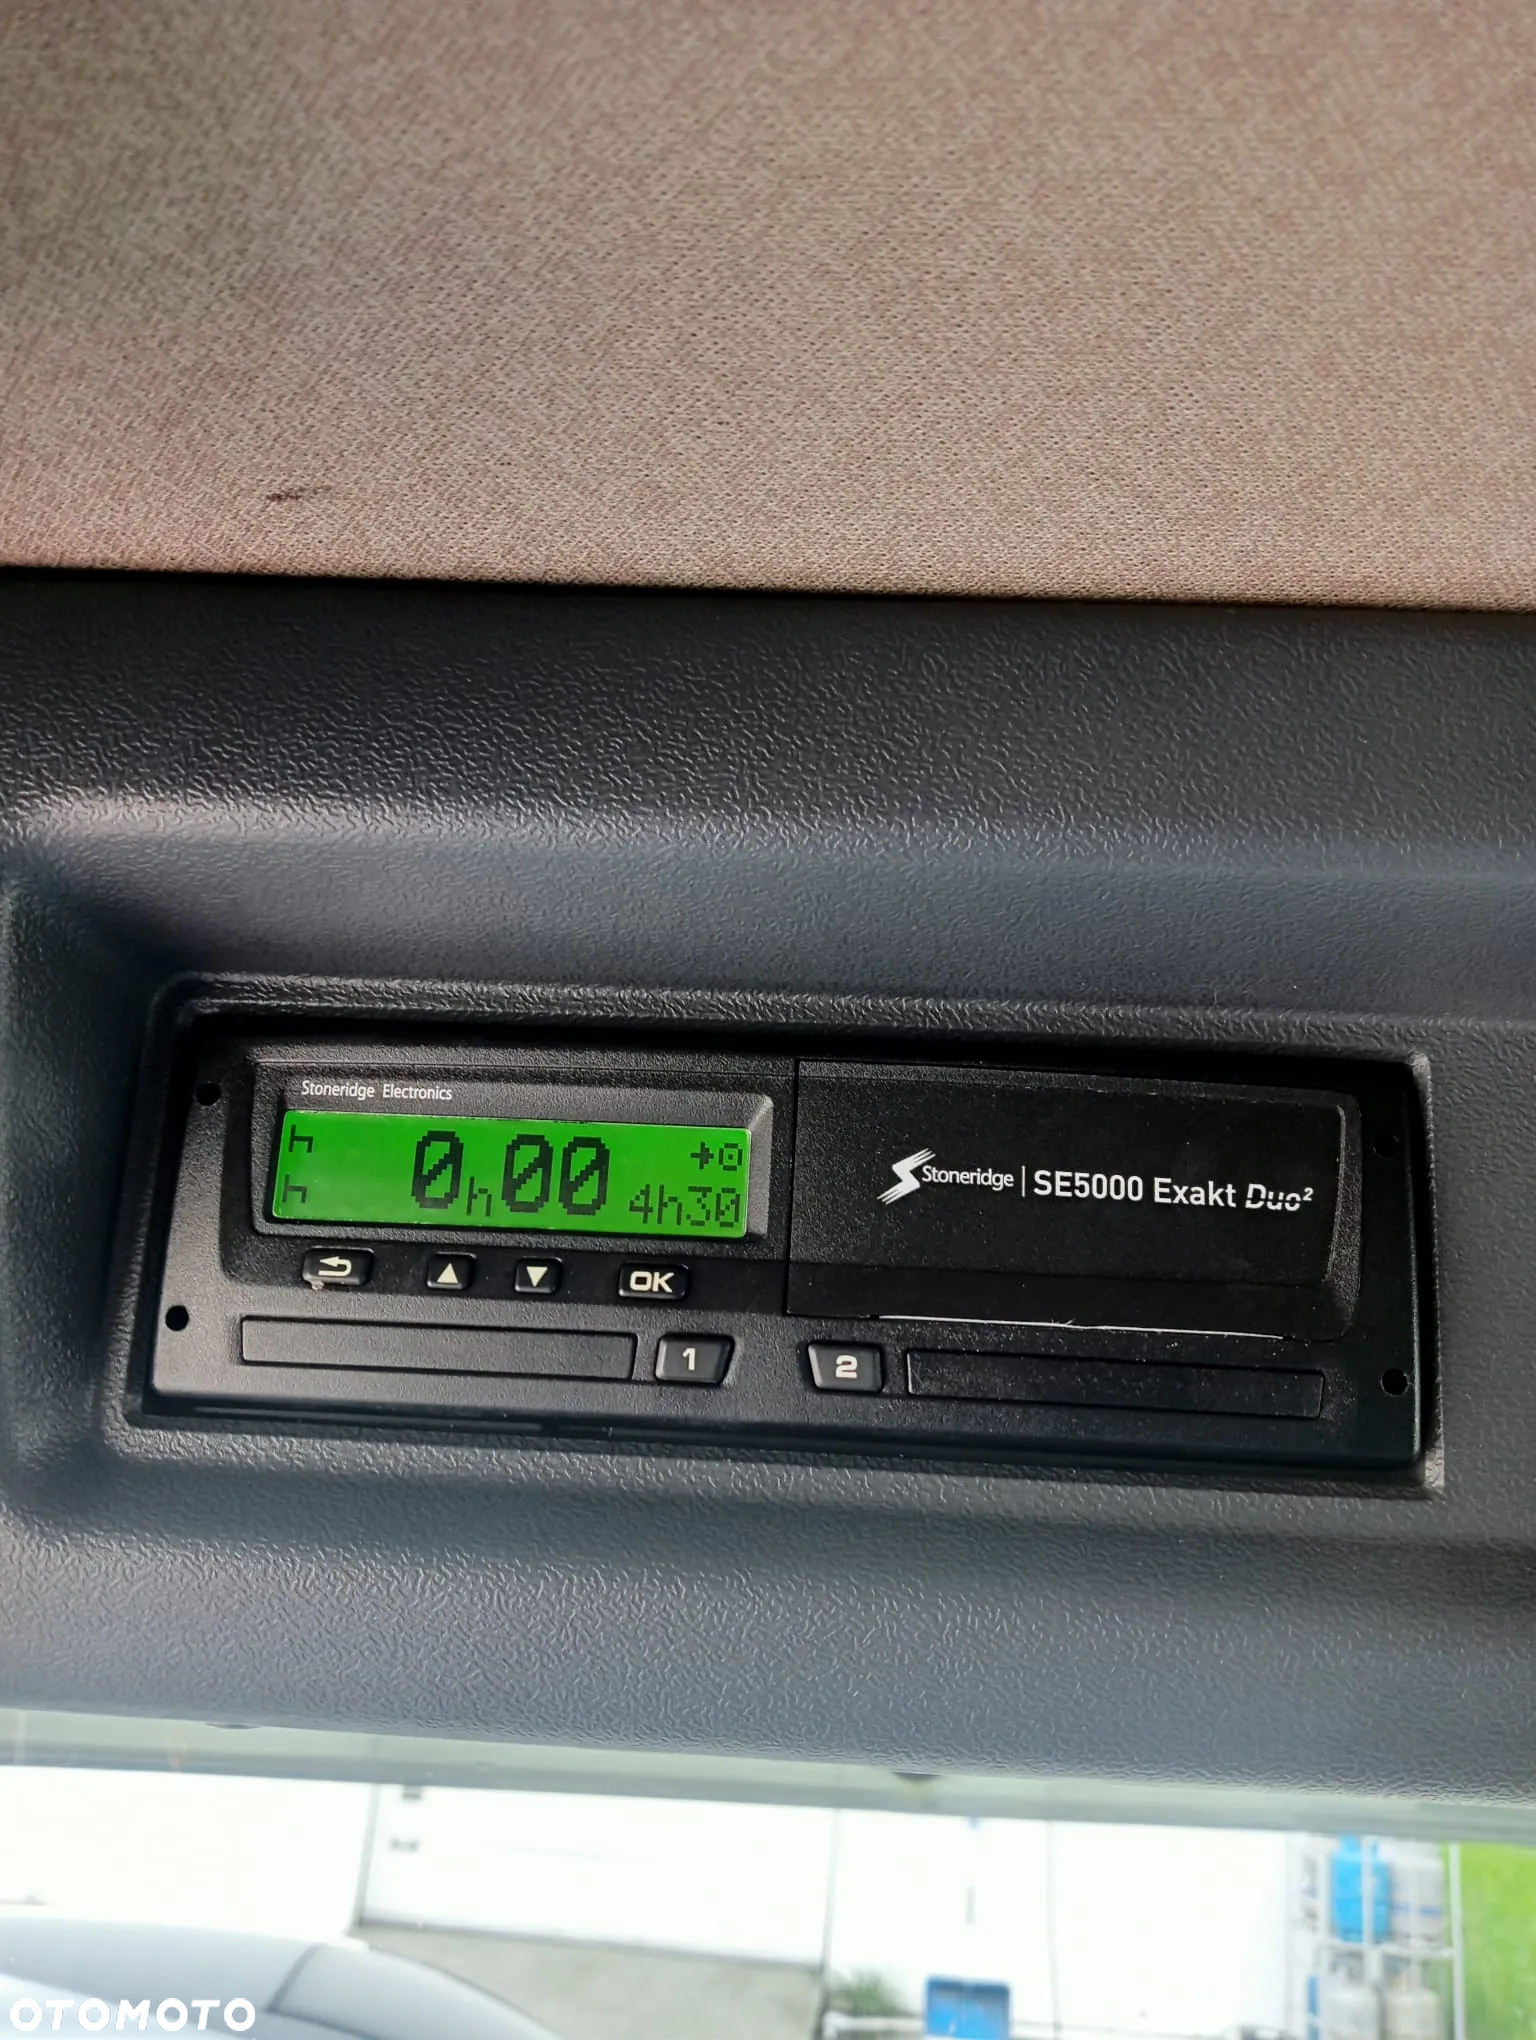 Stoneridge Electronics
0h00
4h30
Stoneridge | SE5000 Exakt Duo²
OK
1
2
OTOMOTO